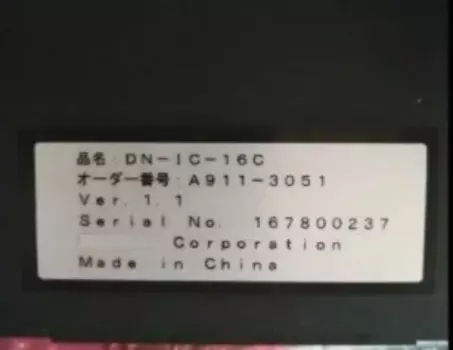 品名:DN-IC-16C
オーダー番号:A911-3051
Ver.1.1
Serial No. 167800237
Corporation
Made in China